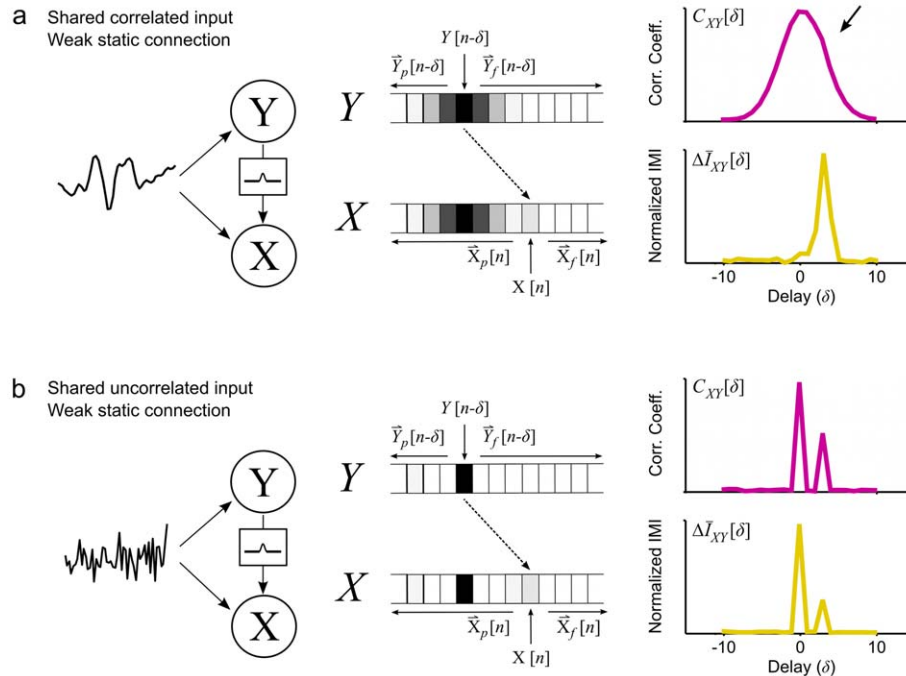 a
Shared correlated input
Weak static connection
Y
X
Y
X
Y[n-δ]
Y⃗p[n-δ]
Y⃗f[n-δ]
X⃗p[n]
X⃗f[n]
X[n]
Corr. Coeff.
CXY[δ]
Normalized IMI
ΔĪXY[δ]
-10 0 10
Delay (δ)
b
Shared uncorrelated input
Weak static connection
Y
X
Y
X
Y[n-δ]
Y⃗p[n-δ]
Y⃗f[n-δ]
X⃗p[n]
X⃗f[n]
X[n]
Corr. Coeff.
CXY[δ]
Normalized IMI
ΔĪXY[δ]
-10 0 10
Delay (δ)